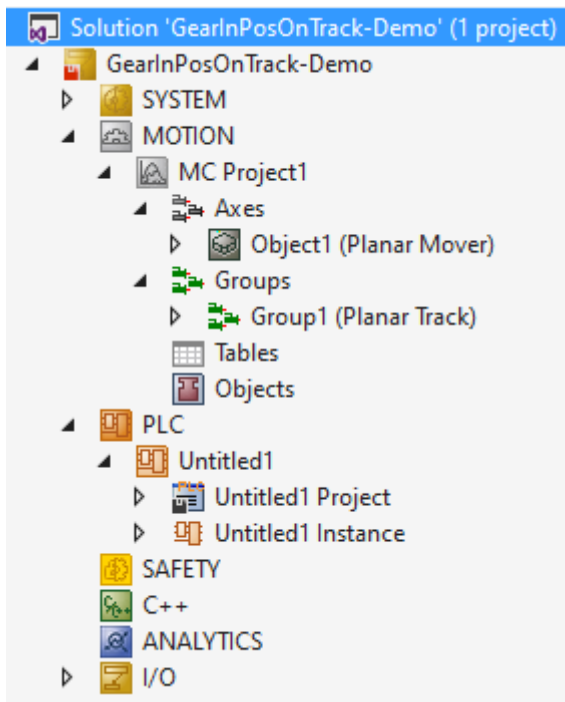 Solution 'GearInPosOnTrack-Demo' (1 project)
GearInPosOnTrack-Demo
SYSTEM
MOTION
MC Project1
Axes
Object1 (Planar Mover)
Groups
Group1 (Planar Track)
Tables
Objects
PLC
Untitled1
Untitled1 Project
Untitled1 Instance
SAFETY
C++
ANALYTICS
I/O